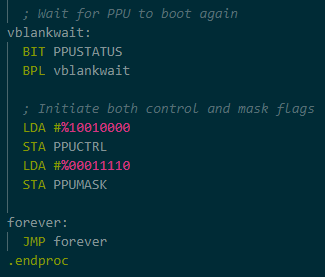 ; Wait for PPU to boot again
vblankwait:
BIT PPUSTATUS
BPL vblankwait
; Initiate both control and mask flags
LDA #%10010000
STA PPUCTRL
LDA #%00011110
STA PPUMASK
forever:
JMP forever
.endproc